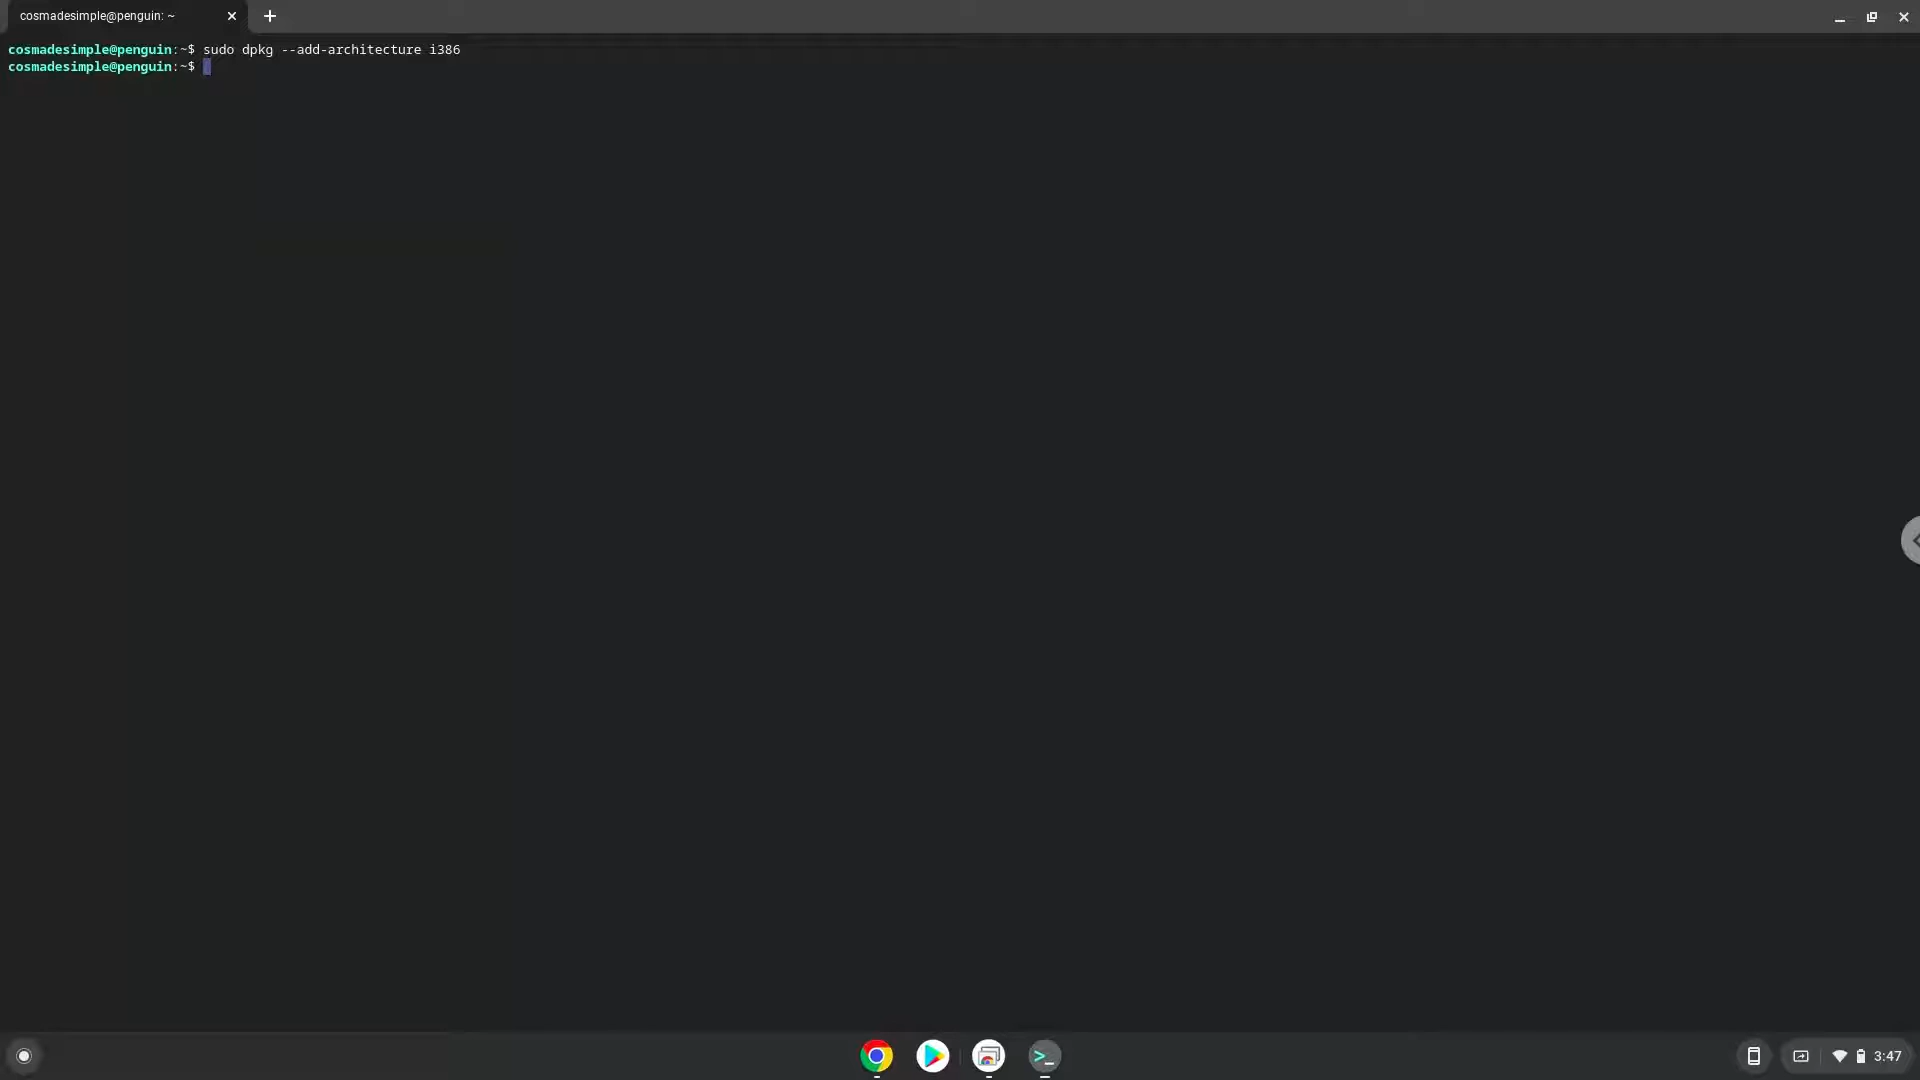 cosmadesimple@penguin: ~
cosmadesimple@penguin:~$ sudo dpkg --add-architecture i386
cosmadesimple@penguin:~$
3:47